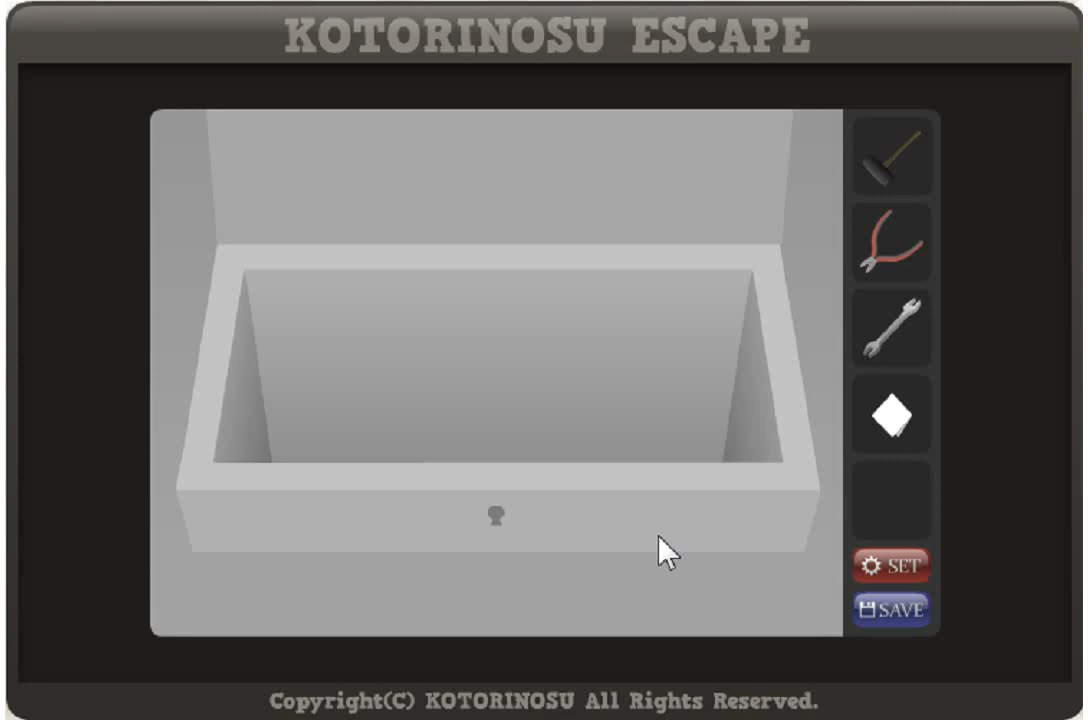 KOTORINOSU ESCAPE
SET
SAVE
Copyright(C) KOTORINOSU All Rights Reserved.